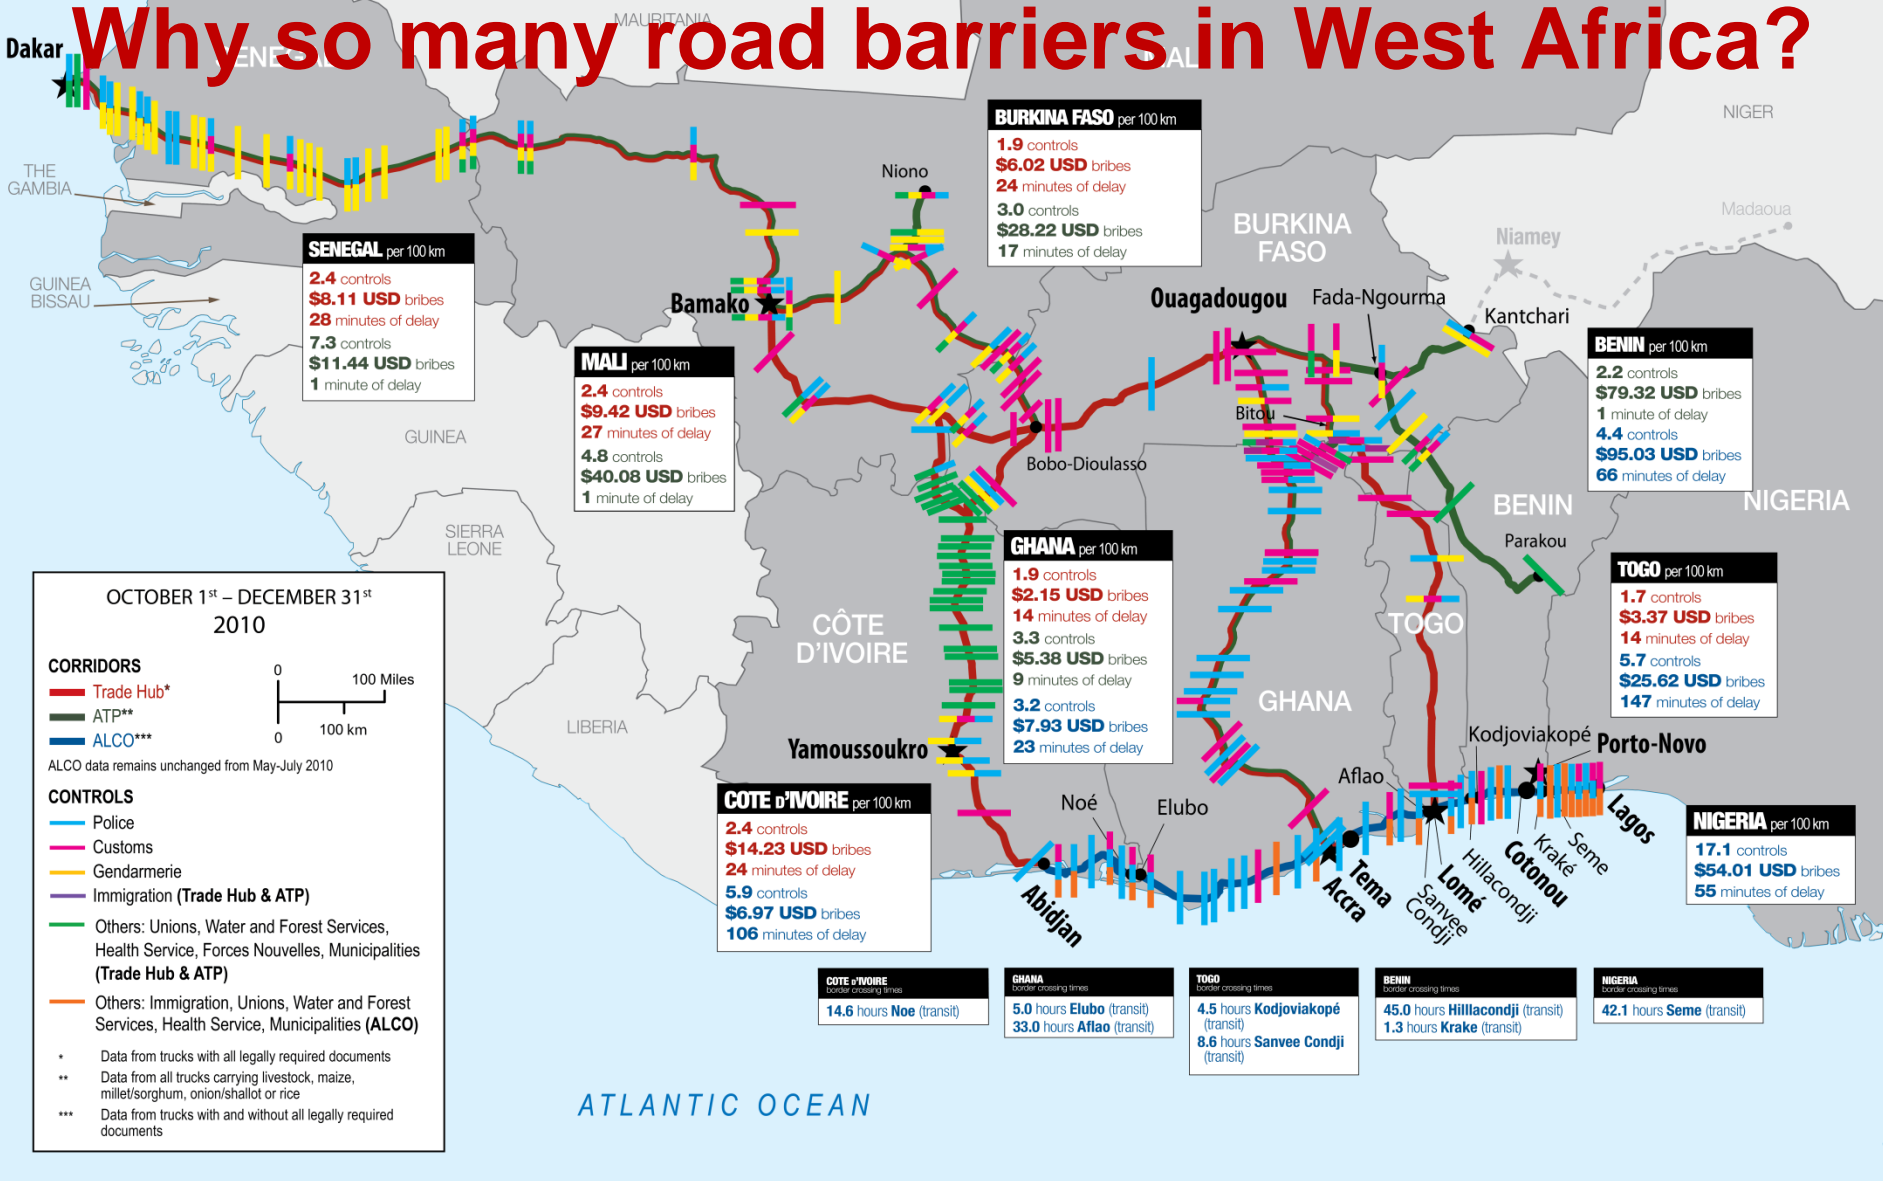 Why so many road barriers in West Africa?
MAURITANIA
SENEGAL
MALI
NIGER
Dakar
THE
GAMBIA
GUINEA
BISSAU
SENEGAL per 100 km
2.4 controls
$8.11 USD bribes
28 minutes of delay
7.3 controls
$11.44 USD bribes
1 minute of delay
Niono
Bamako
MALI per 100 km
2.4 controls
$9.42 USD bribes
27 minutes of delay
4.8 controls
$40.08 USD bribes
1 minute of delay
BURKINA FASO per 100 km
1.9 controls
$6.02 USD bribes
24 minutes of delay
3.0 controls
$28.22 USD bribes
17 minutes of delay
BURKINA
FASO
Madaoua
Niamey
Ouagadougou
Fada-Ngourma
Kantchari
Bitou
Bobo-Dioulasso
BENIN per 100 km
2.2 controls
$79.32 USD bribes
1 minute of delay
4.4 controls
$95.03 USD bribes
66 minutes of delay
NIGERIA
BENIN
Parakou
GUINEA
SIERRA
LEONE
LIBERIA
CÔTE
D'IVOIRE
GHANA per 100 km
1.9 controls
$2.15 USD bribes
14 minutes of delay
3.3 controls
$5.38 USD bribes
9 minutes of delay
3.2 controls
$7.93 USD bribes
23 minutes of delay
TOGO
GHANA
TOGO per 100 km
1.7 controls
$3.37 USD bribes
14 minutes of delay
5.7 controls
$25.62 USD bribes
147 minutes of delay
Yamoussoukro
COTE D'IVOIRE per 100 km
2.4 controls
$14.23 USD bribes
24 minutes of delay
5.9 controls
$6.97 USD bribes
106 minutes of delay
Noé
Elubo
Aflao
Kodjoviakopé
Porto-Novo
Abidjan
Accra
Tema
Sanvee
Condji
Lomé
Hillacondji
Cotonou
Kraké
Seme
Lagos
NIGERIA per 100 km
17.1 controls
$54.01 USD bribes
55 minutes of delay
OCTOBER 1st – DECEMBER 31st
2010
CORRIDORS
Trade Hub*
ATP**
ALCO***
0
100 Miles
0
100 km
ALCO data remains unchanged from May-July 2010
CONTROLS
Police
Customs
Gendarmerie
Immigration (Trade Hub & ATP)
Others: Unions, Water and Forest Services,
Health Service, Forces Nouvelles, Municipalities
(Trade Hub & ATP)
Others: Immigration, Unions, Water and Forest
Services, Health Service, Municipalities (ALCO)
* Data from trucks with all legally required documents
** Data from all trucks carrying livestock, maize,
millet/sorghum, onion/shallot or rice
*** Data from trucks with and without all legally required
documents
COTE D'IVOIRE
border crossing times
14.6 hours Noe (transit)
GHANA
border crossing times
5.0 hours Elubo (transit)
33.0 hours Aflao (transit)
TOGO
border crossing times
4.5 hours Kodjoviakopé
(transit)
8.6 hours Sanvee Condji
(transit)
BENIN
border crossing times
45.0 hours Hilllacondji (transit)
1.3 hours Krake (transit)
NIGERIA
border crossing times
42.1 hours Seme (transit)
ATLANTIC OCEAN